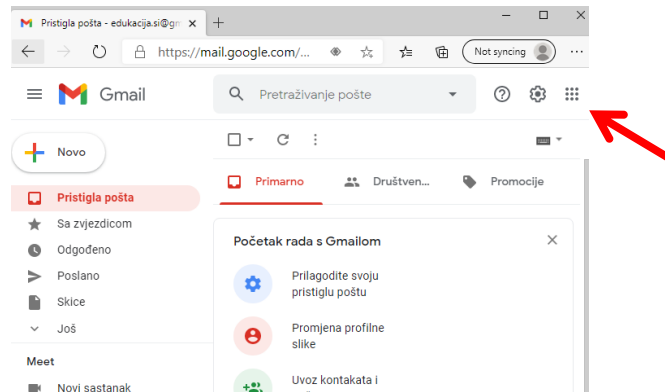 Pristigla pošta - edukacija.si@gm
https://mail.google.com/...
Not syncing
Gmail
Pretraživanje pošte
Novo
Primarno
Društven...
Promocije
Pristigla pošta
Sa zvjezdicom
Odgođeno
Poslano
Skice
Još
Početak rada s Gmailom
Prilagodite svoju
pristiglu poštu
Promjena profilne
slike
Uvoz kontakata i
Meet
Novi sastanak